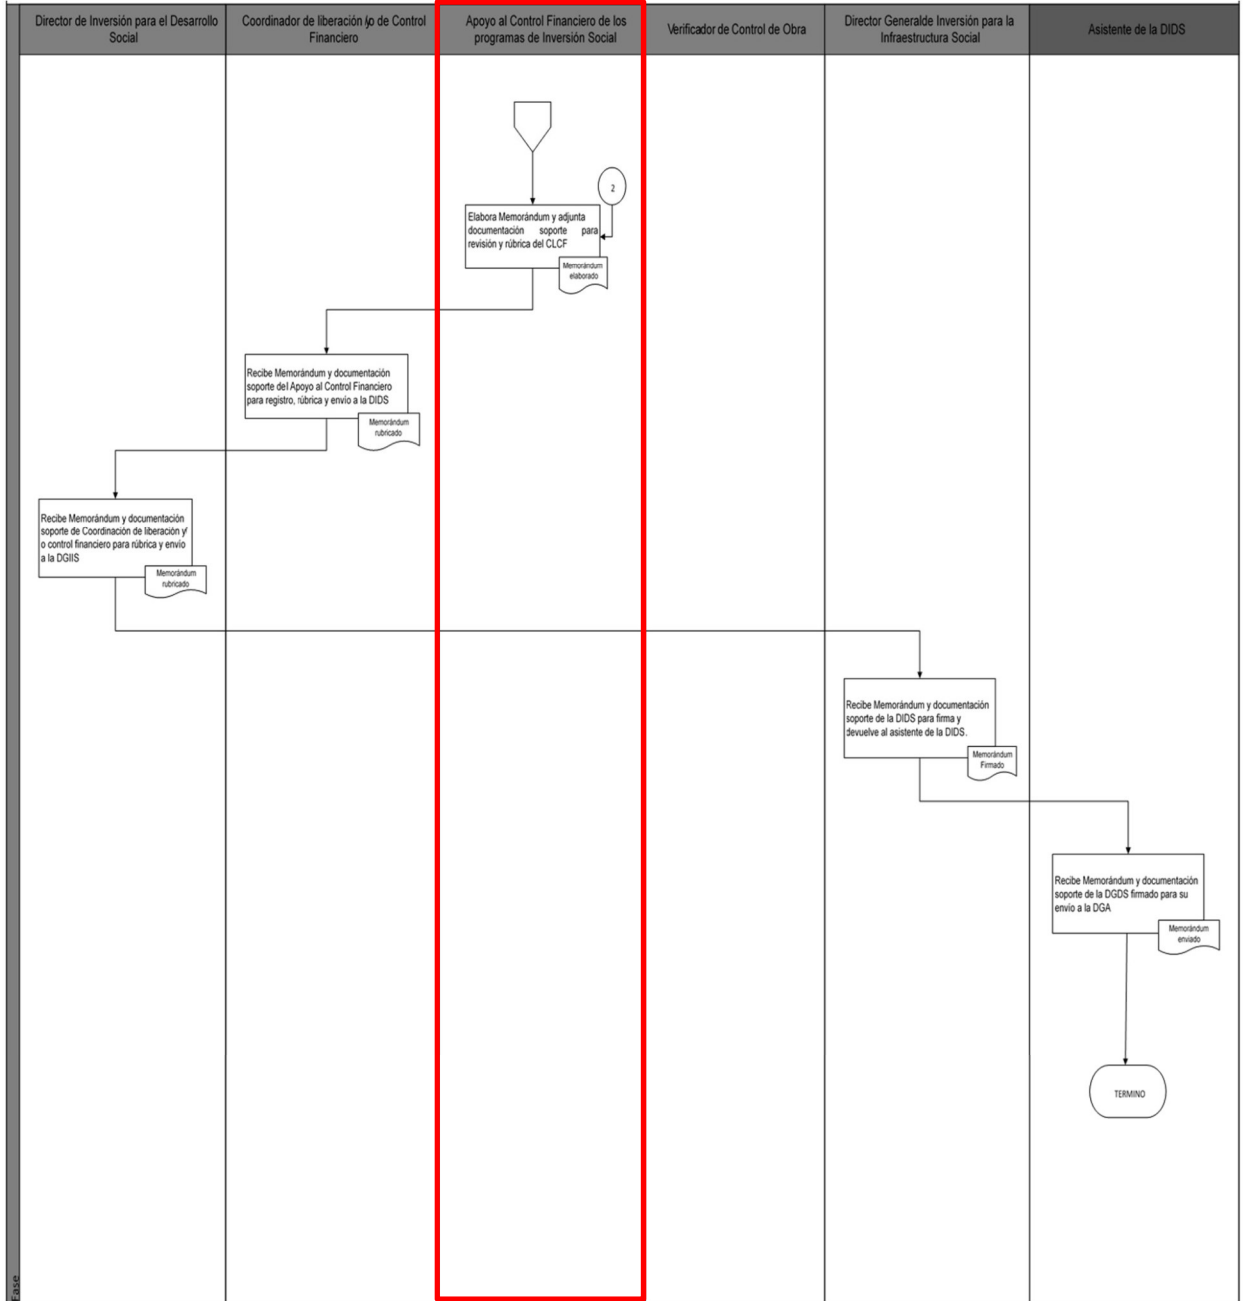 Director de Inversión para el Desarrollo
Social
Coordinador de liberación y/o de Control
Financiero
Apoyo al Control Financiero de los
programas de Inversión Social
Verificador de Control de Obra
Director Generalde Inversión para la
Infraestructura Social
Asistente de la DIDS
2
Elabora Memorándum y adjunta
documentación soporte para
revisión y rúbrica del CLCF
Memorándum
elaborado
Recibe Memorándum y documentación
soporte del Apoyo al Control Financiero
para registro, rúbrica y envío a la DIDS
Memorándum
rubricado
Recibe Memorándum y documentación
soporte de Coordinación de liberación y/
o control financiero para rúbrica y envío
a la DGIIS
Memorándum
rubricado
Recibe Memorándum y documentación
soporte de la DIDS para firma y
devuelve al asistente de la DIDS.
Memorándum
Firmado
Recibe Memorándum y documentación
soporte de la DGDS firmado para su
envío a la DGA
Memorándum
enviado
TERMINO
Fase